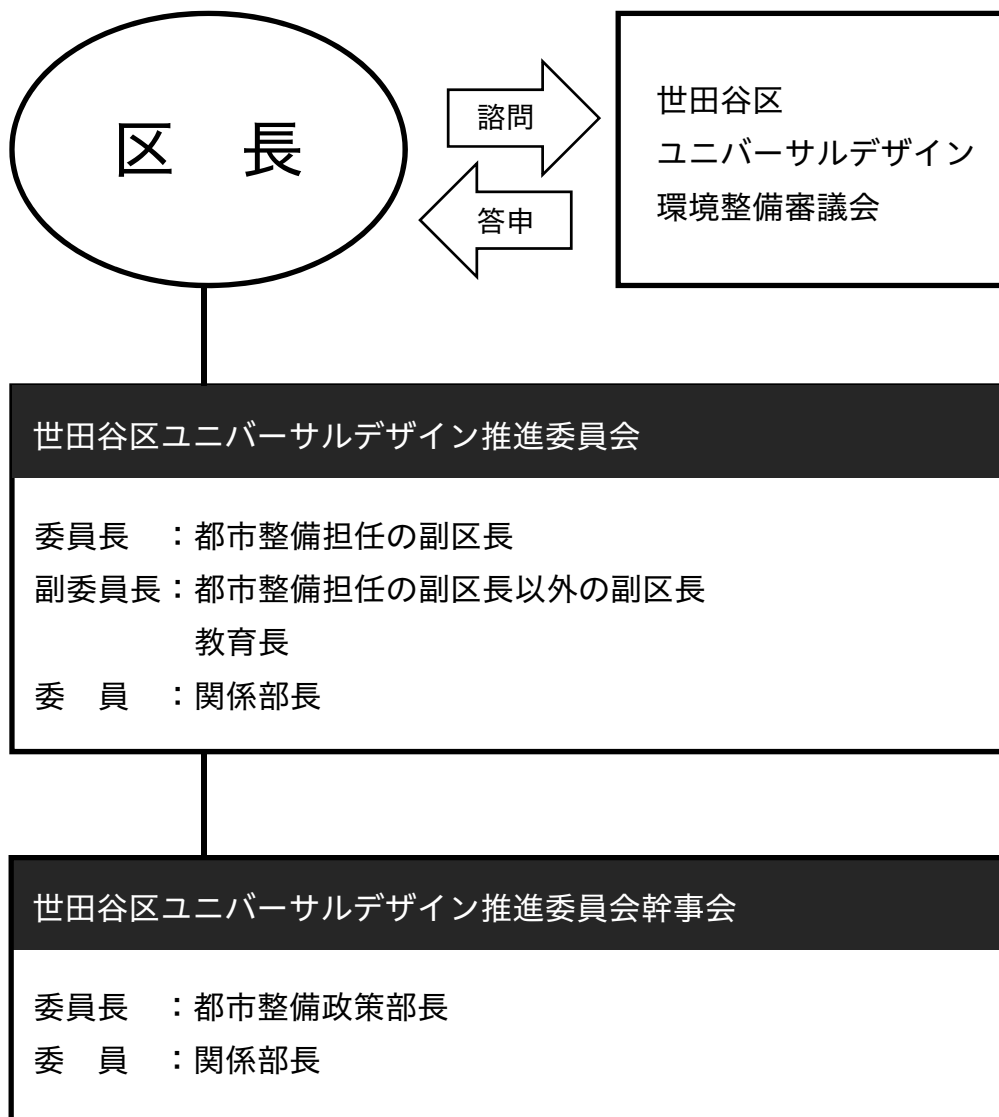 区　長
諮問
答申
世田谷区
ユニバーサルデザイン
環境整備審議会
世田谷区ユニバーサルデザイン推進委員会
委員長　：都市整備担任の副区長
副委員長：都市整備担任の副区長以外の副区長
教育長
委　員　：関係部長
世田谷区ユニバーサルデザイン推進委員会幹事会
委員長　：都市整備政策部長
委　員　：関係部長